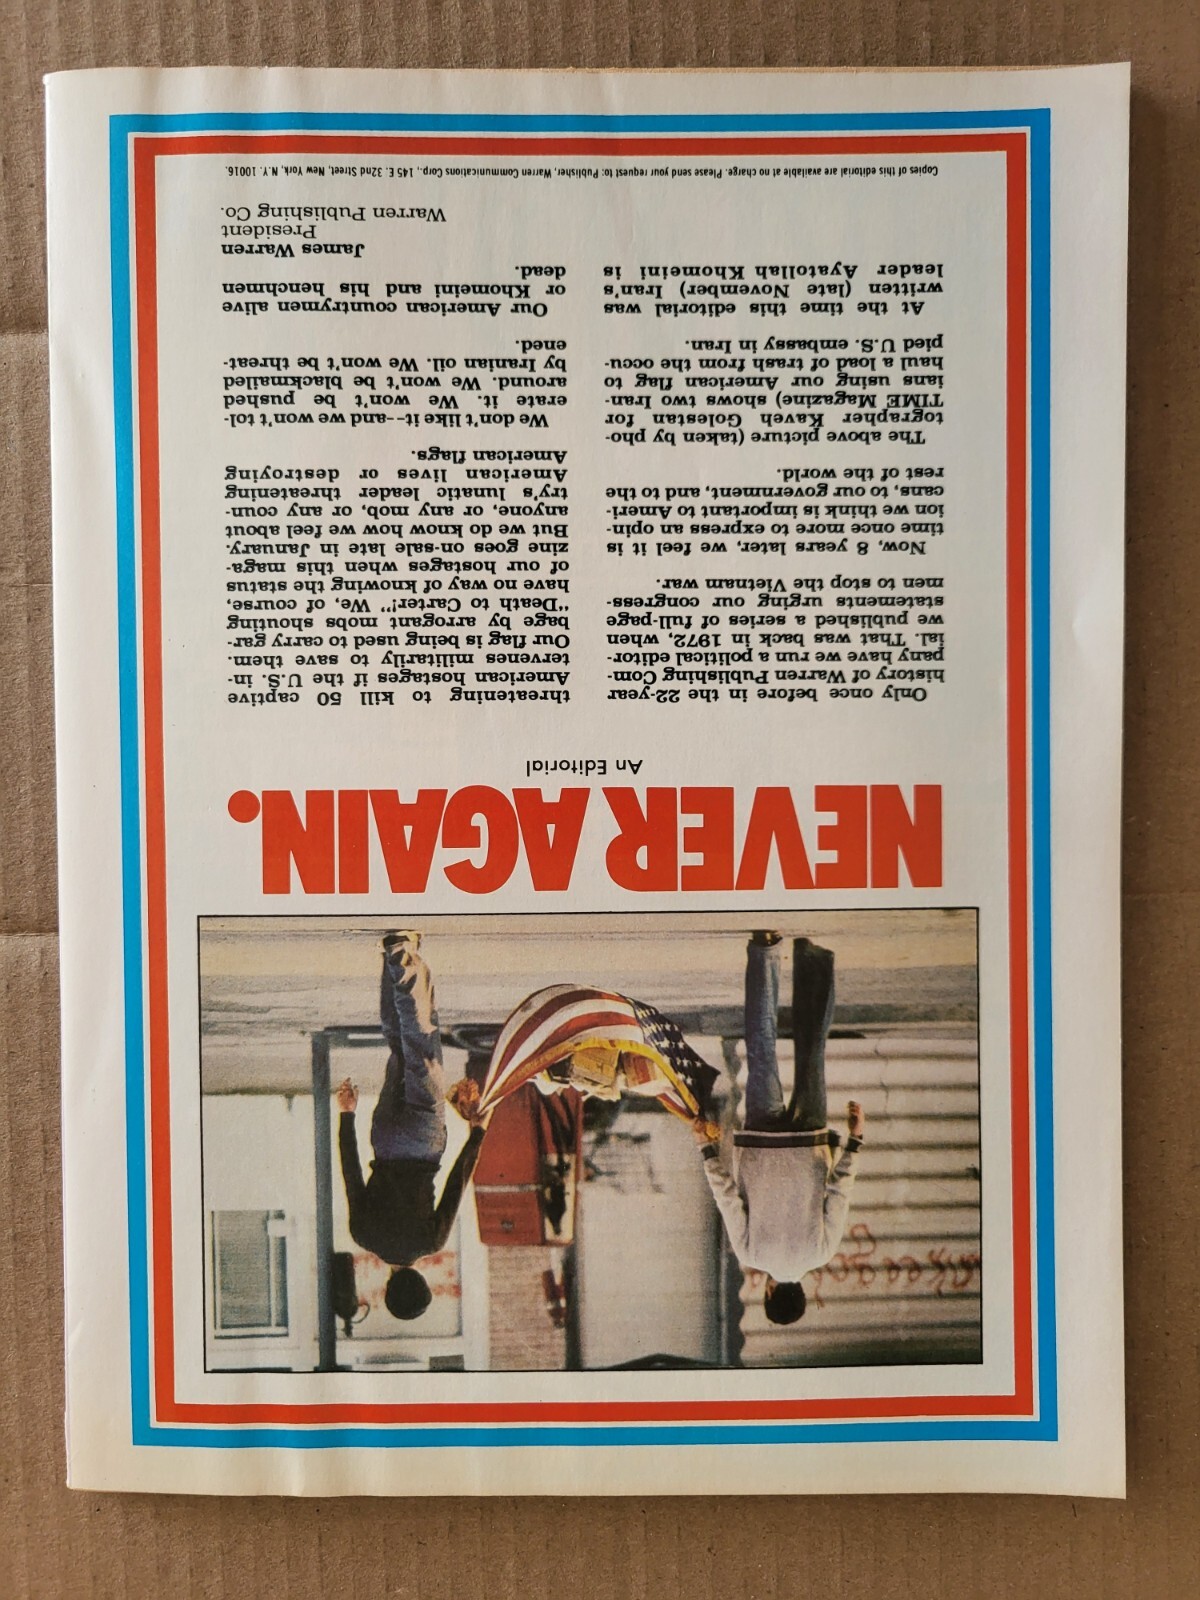 NEVER AGAIN.
An Editorial
Only once before in the 22-year
history of Warren Publishing Com-
pany have we run a political editor-
ial. That was back in 1972, when
we published a series of full-page
statements urging our congress-
men to stop the Vietnam war.
Now, 8 years later, we feel it is
time once more to express an opin-
ion we think is important to Ameri-
cans, to our government, and to the
rest of the world.
The above picture (taken by pho-
tographer Kaveh Golestan for
TIME Magazine) shows two Iran-
ians using our American flag to
haul a load of trash from the occu-
pied U.S. embassy in Iran.
At the time this editorial was
written (late November) Iran's
leader Ayatollah Khomeini is
threatening to kill 50 captive
American hostages if the U.S. in-
tervenes militarily to save them.
Our flag is being used to carry gar-
bage by arrogant mobs shouting
"Death to Carter!" We, of course,
have no way of knowing the status
of our hostages when this maga-
zine goes on-sale late in January.
But we do know how we feel about
anyone, or any mob, or any coun-
try's lunatic leader threatening
American lives or destroying
American flags.
We don't like it--and we won't tol-
erate it. We won't be pushed
around. We won't be blackmailed
by Iranian oil. We won't be threat-
ened.
Our American countrymen alive
or Khomeini and his henchmen
dead.
James Warren
President
Warren Publishing Co.
Copies of this editorial are available at no charge. Please send your request to: Publisher, Warren Communications Corp., 145 E. 32nd Street, New York, N.Y. 10016.